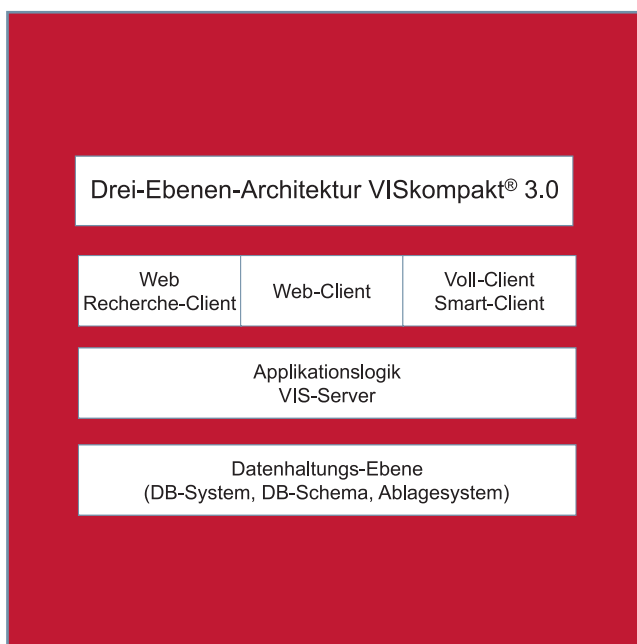 Drei-Ebenen-Architektur VISkompakt® 3.0
Web
Recherche-Client
Web-Client
Voll-Client
Smart-Client
Applikationslogik
VIS-Server
Datenhaltungs-Ebene
(DB-System, DB-Schema, Ablagesystem)